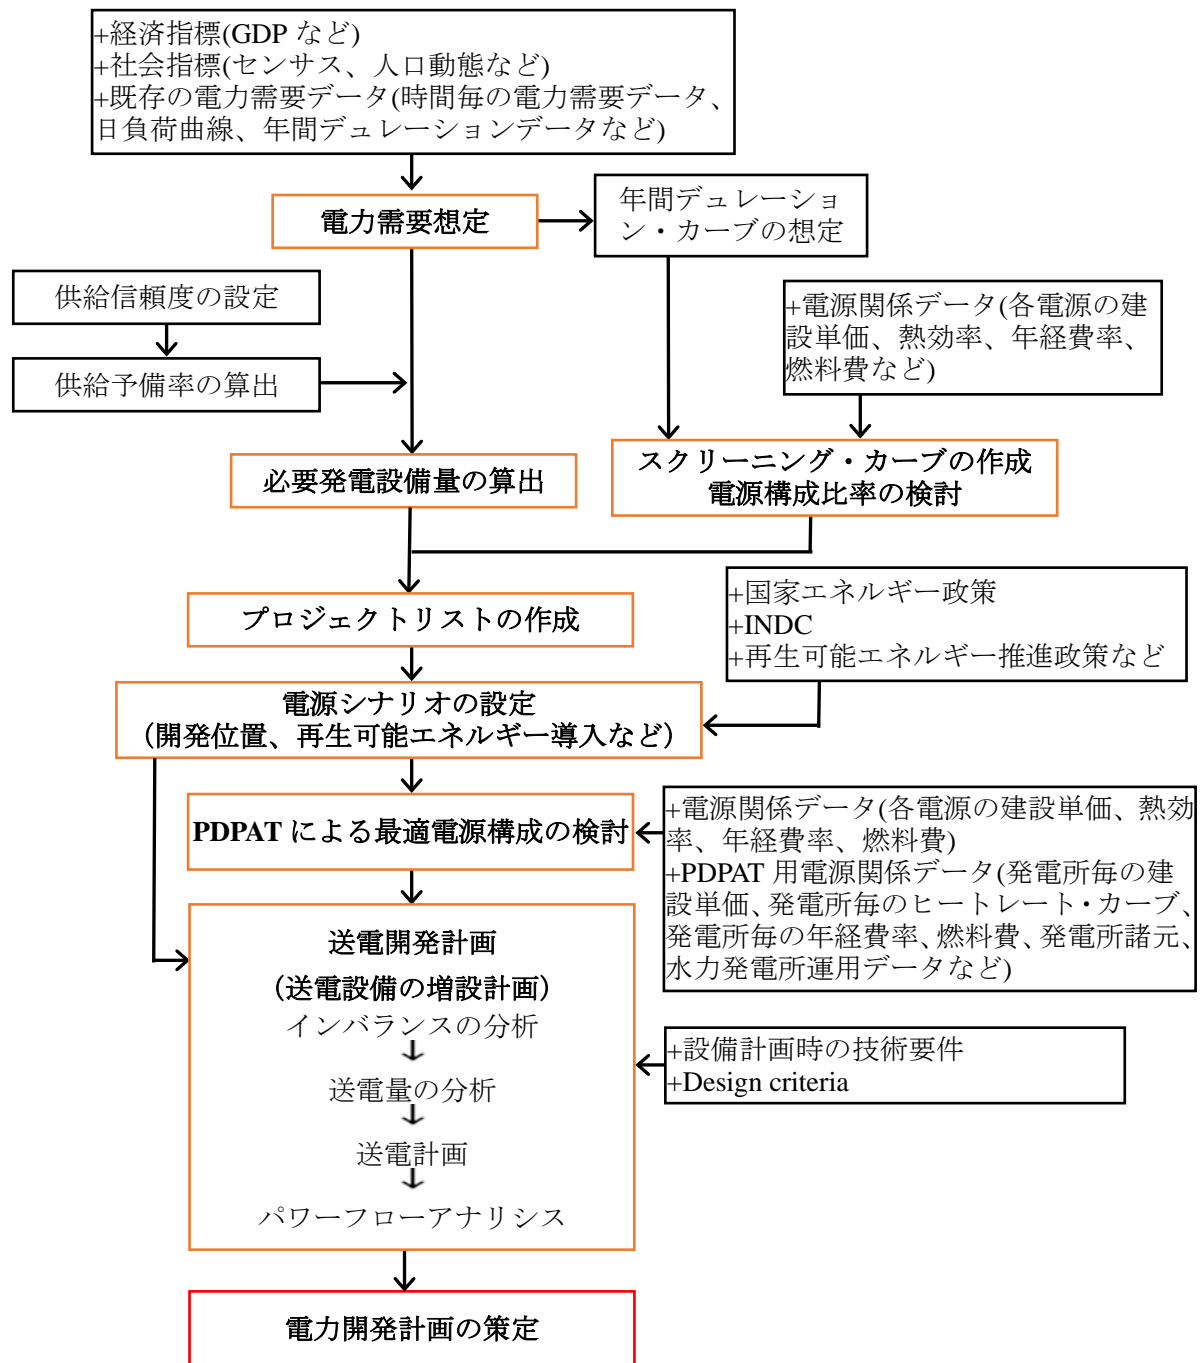 +経済指標(GDP など)
+社会指標(センサス、人口動態など)
+既存の電力需要データ(時間毎の電力需要データ、
日負荷曲線、年間デュレーションデータなど)
電力需要想定
年間デュレーショ
ン・カーブの想定
供給信頼度の設定
供給予備率の算出
+電源関係データ(各電源の建
設単価、熱効率、年経費率、
燃料費など)
必要発電設備量の算出
スクリーニング・カーブの作成
電源構成比率の検討
プロジェクトリストの作成
+国家エネルギー政策
+INDC
+再生可能エネルギー推進政策など
電源シナリオの設定
（開発位置、再生可能エネルギー導入など）
PDPAT による最適電源構成の検討
+電源関係データ(各電源の建設単価、熱効
率、年経費率、燃料費)
+PDPAT 用電源関係データ(発電所毎の建
設単価、発電所毎のヒートレート・カーブ、
発電所毎の年経費率、燃料費、発電所諸元、
水力発電所運用データなど)
送電開発計画
（送電設備の増設計画）
インバランスの分析
送電量の分析
送電計画
パワーフローアナリシス
+設備計画時の技術要件
+Design criteria
電力開発計画の策定